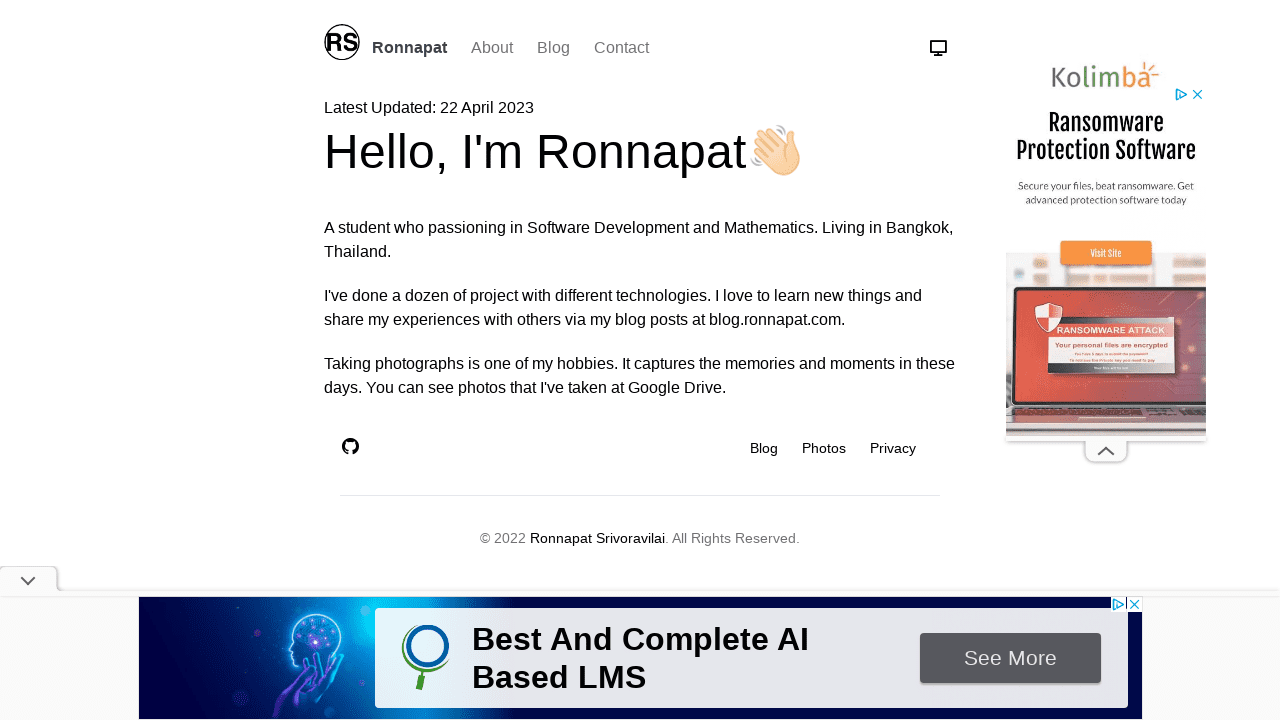 RS
Ronnapat
About
Blog
Contact
Latest Updated: 22 April 2023
Hello, I'm Ronnapat👋🏻
A student who passioning in Software Development and Mathematics. Living in Bangkok,
Thailand.
I've done a dozen of project with different technologies. I love to learn new things and
share my experiences with others via my blog posts at blog.ronnapat.com.
Taking photographs is one of my hobbies. It captures the memories and moments in these
days. You can see photos that I've taken at Google Drive.
Blog
Photos
Privacy
© 2022 Ronnapat Srivoravilai. All Rights Reserved.
Kolimba
Ransomware
Protection Software
Secure your files, beat ransomware. Get
advanced protection software today
Visit Site
RANSOMWARE ATTACK
Your personal files are encrypted
Best And Complete AI
Based LMS
See More